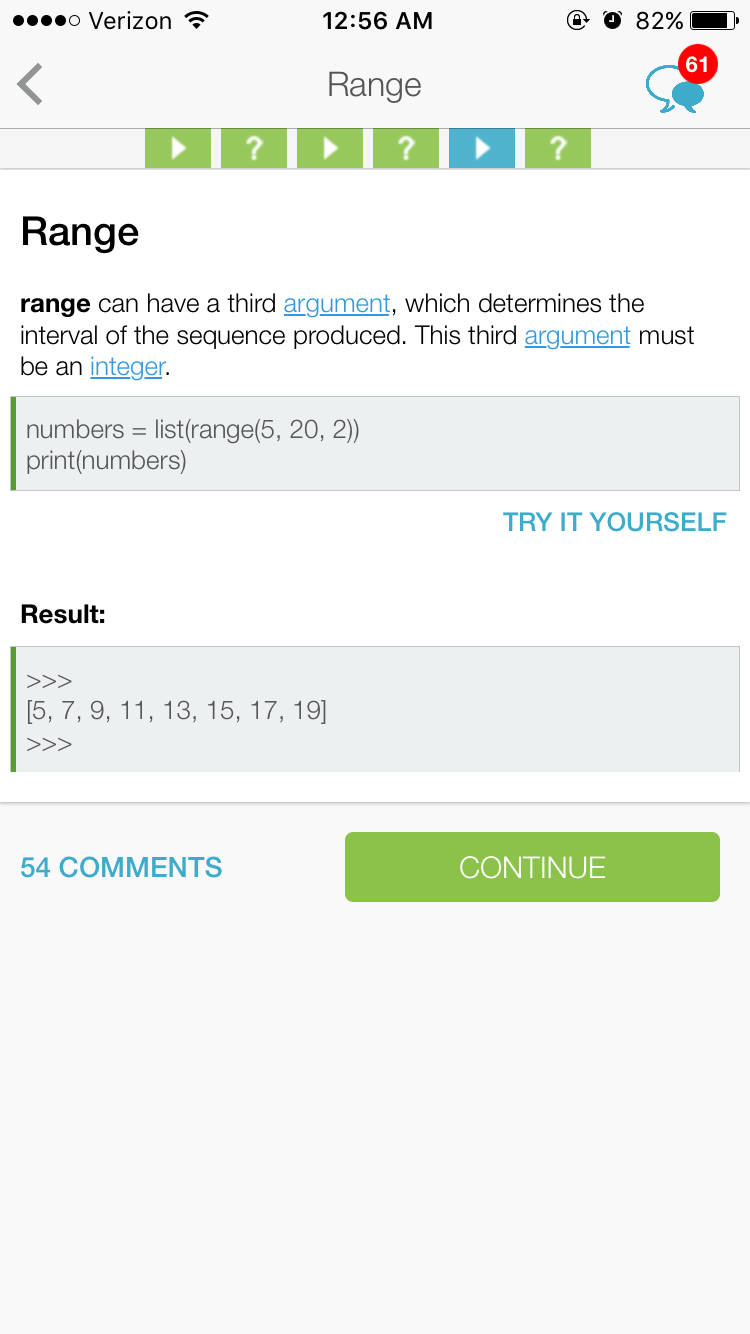 Verizon 12:56 AM 82%
Range 61
? ? ?
Range
range can have a third argument, which determines the
interval of the sequence produced. This third argument must
be an integer.
numbers = list(range(5, 20, 2))
print(numbers)
TRY IT YOURSELF
Result:
>>>
[5, 7, 9, 11, 13, 15, 17, 19]
>>>
54 COMMENTS CONTINUE